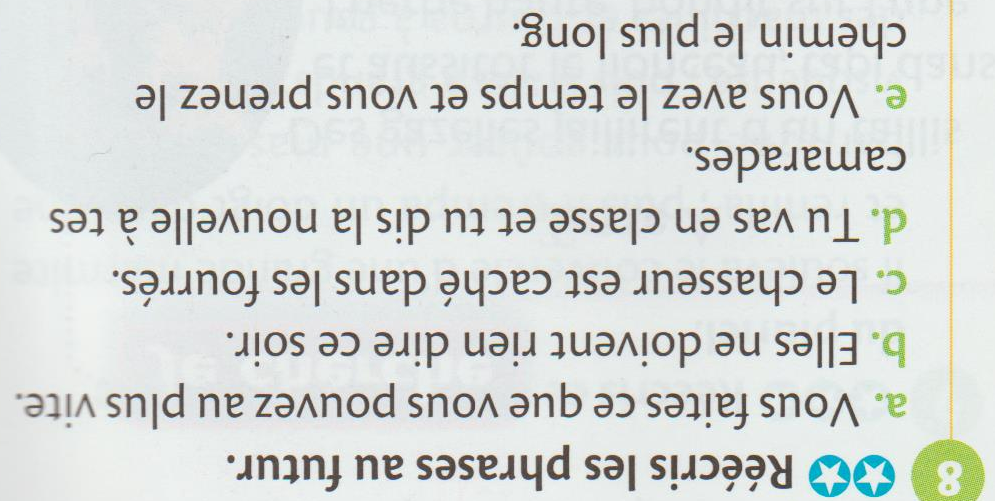 8 Réécris les phrases au futur.
a. Vous faites ce que vous pouvez au plus vite.
b. Elles ne doivent rien dire ce soir.
c. Le chasseur est caché dans les fourrés.
d. Tu vas en classe et tu dis la nouvelle à tes
camarades.
e. Vous avez le temps et vous prenez le
chemin le plus long.